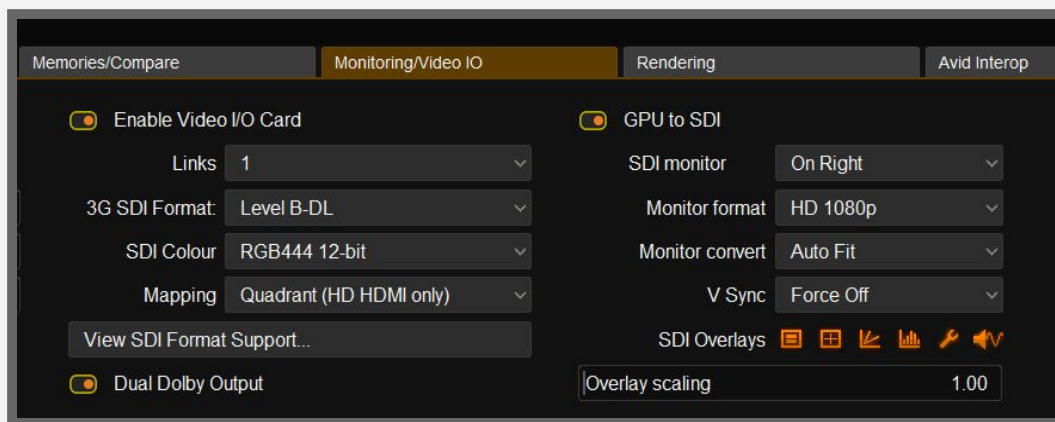 Memories/Compare
Monitoring/Video IO
Rendering
Avid Interop
Enable Video I/O Card
Links 1
3G SDI Format: Level B-DL
SDI Colour RGB444 12-bit
Mapping Quadrant (HD HDMI only)
View SDI Format Support...
Dual Dolby Output
GPU to SDI
SDI monitor On Right
Monitor format HD 1080p
Monitor convert Auto Fit
V Sync Force Off
SDI Overlays
Overlay scaling 1.00